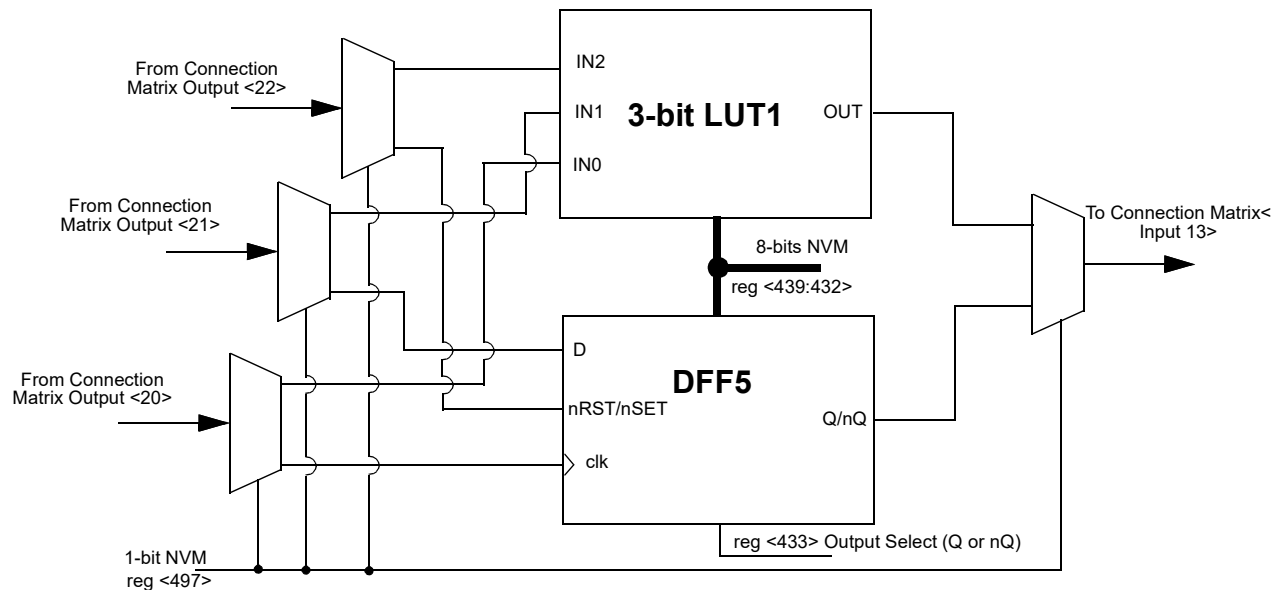 From Connection
Matrix Output <22>
IN2
IN1
IN0
3-bit LUT1
OUT
From Connection
Matrix Output <21>
To Connection Matrix<
Input 13>
8-bits NVM
reg <439:432>
From Connection
Matrix Output <20>
D
DFF5
nRST/nSET
Q/nQ
clk
reg <433> Output Select (Q or nQ)
1-bit NVM
reg <497>